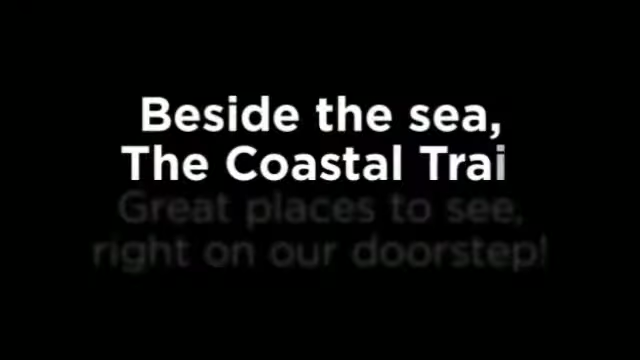 Beside the sea,
The Coastal Trai
Great places to see,
right on our doorstep!